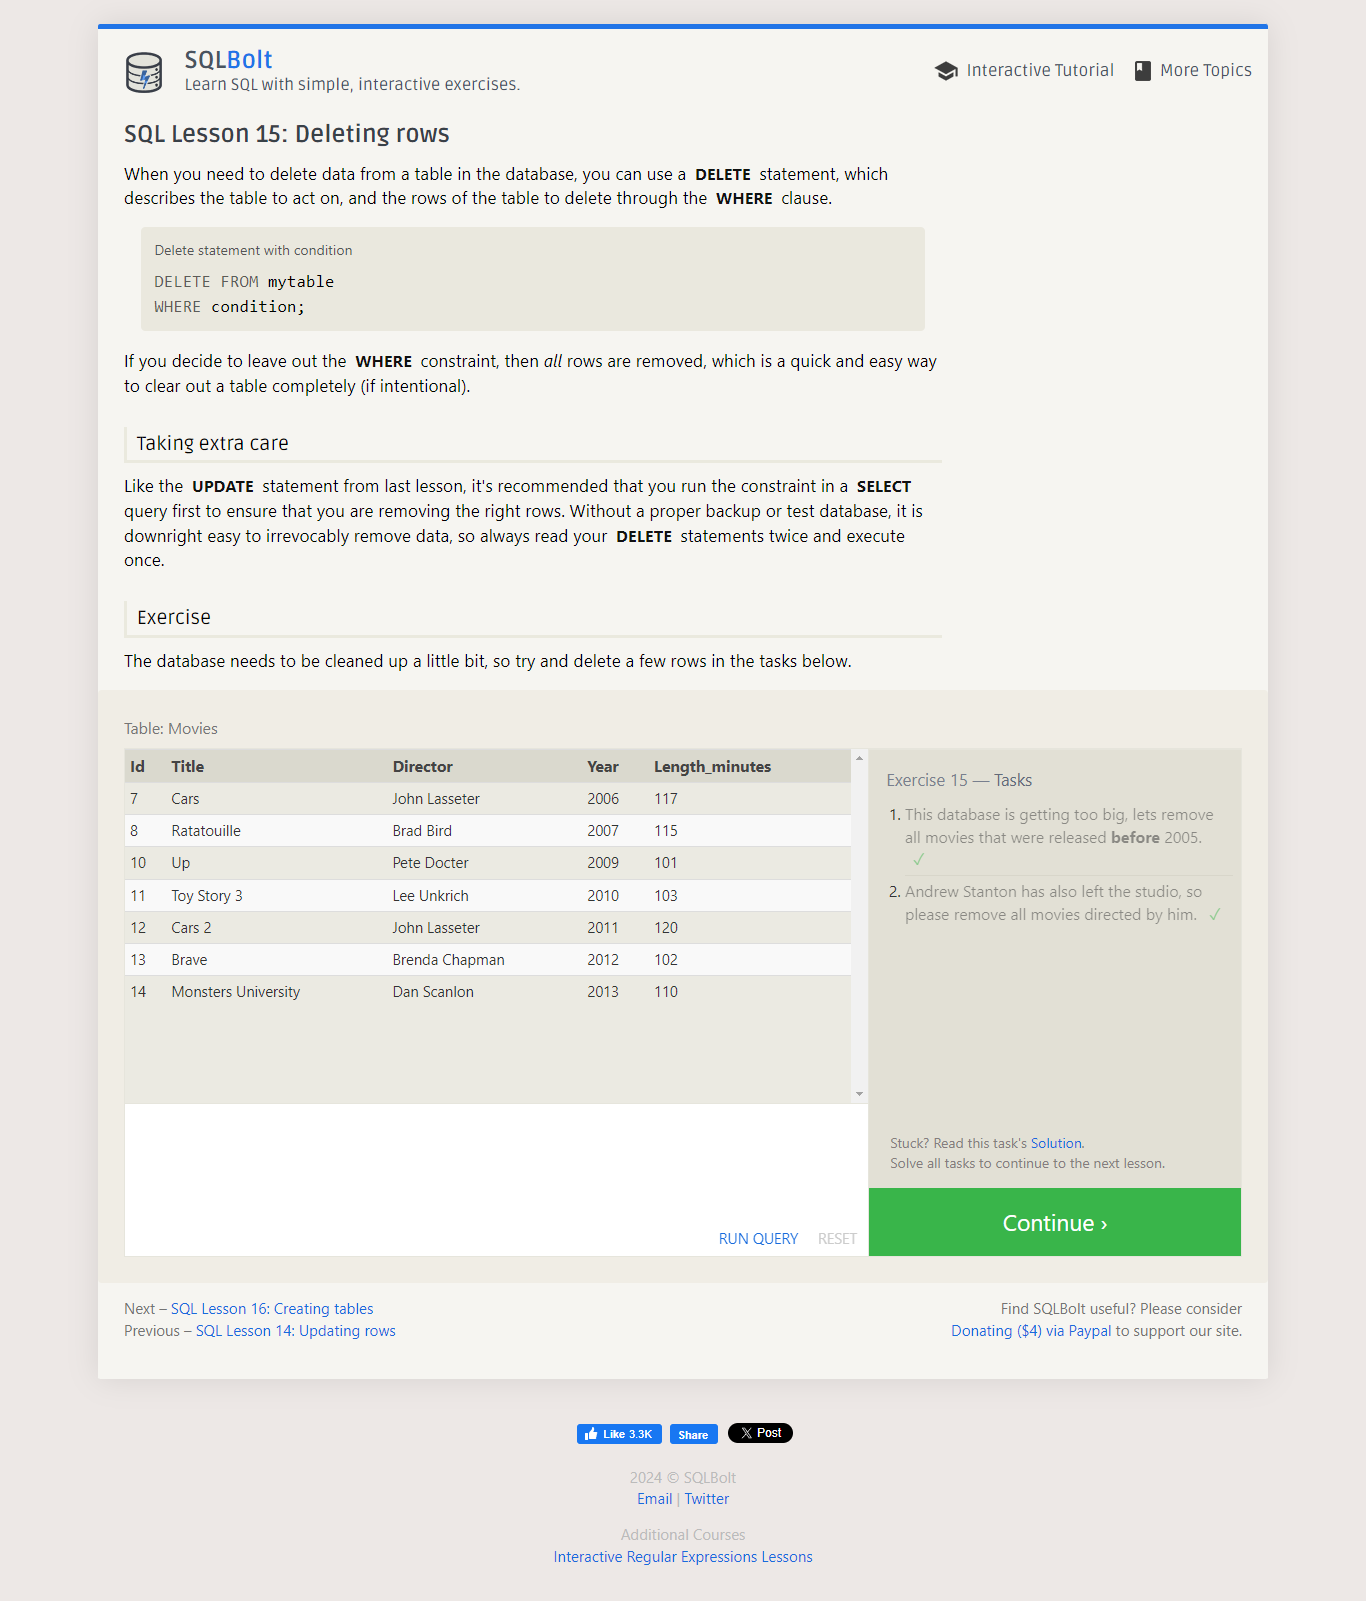 SQLBolt
Learn SQL with simple, interactive exercises.
Interactive Tutorial
More Topics
SQL Lesson 15: Deleting rows
When you need to delete data from a table in the database, you can use a DELETE statement, which
describes the table to act on, and the rows of the table to delete through the WHERE clause.
Delete statement with condition
DELETE FROM mytable
WHERE condition;
If you decide to leave out the WHERE constraint, then all rows are removed, which is a quick and easy way
to clear out a table completely (if intentional).
Taking extra care
Like the UPDATE statement from last lesson, it's recommended that you run the constraint in a SELECT
query first to ensure that you are removing the right rows. Without a proper backup or test database, it is
downright easy to irrevocably remove data, so always read your DELETE statements twice and execute
once.
Exercise
The database needs to be cleaned up a little bit, so try and delete a few rows in the tasks below.
Table: Movies
Id Title Director Year Length_minutes
7 Cars John Lasseter 2006 117
8 Ratatouille Brad Bird 2007 115
10 Up Pete Docter 2009 101
11 Toy Story 3 Lee Unkrich 2010 103
12 Cars 2 John Lasseter 2011 120
13 Brave Brenda Chapman 2012 102
14 Monsters University Dan Scanlon 2013 110
RUN QUERY RESET
Exercise 15 — Tasks
1. This database is getting too big, lets remove
all movies that were released before 2005.
✓
2. Andrew Stanton has also left the studio, so
please remove all movies directed by him. ✓
Stuck? Read this task's Solution.
Solve all tasks to continue to the next lesson.
Continue ›
Next – SQL Lesson 16: Creating tables
Previous – SQL Lesson 14: Updating rows
Find SQLBolt useful? Please consider
Donating ($4) via Paypal to support our site.
Like 3.3K
Share
X Post
2024 © SQLBolt
Email | Twitter
Additional Courses
Interactive Regular Expressions Lessons